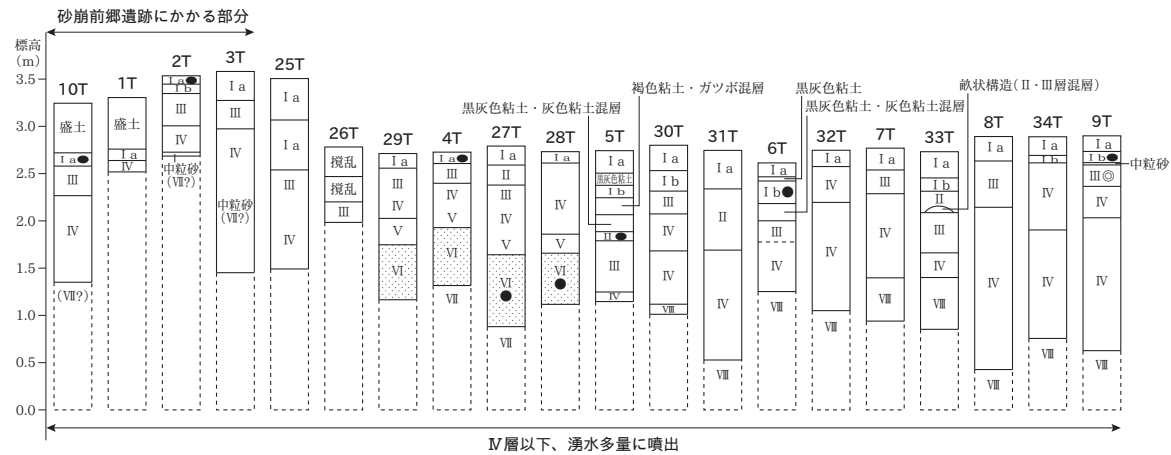 砂崩前郷遺跡にかかる部分
標高
(m)
3.5
3.0
2.5
2.0
1.5
1.0
0.5
0.0
10T
盛土
Ⅰa
Ⅲ
Ⅳ
(Ⅶ?)
1T
盛土
Ⅰa
Ⅳ
2T
Ⅰa
Ⅰb
Ⅲ
Ⅳ
中粒砂
(Ⅶ?)
3T
Ⅰa
Ⅲ
Ⅳ
中粒砂
(Ⅶ?)
25T
Ⅰa
Ⅰa
Ⅲ
Ⅳ
26T
撹乱
撹乱
Ⅲ
29T
Ⅰa
Ⅲ
Ⅳ
Ⅴ
Ⅵ
4T
Ⅰa
Ⅲ
Ⅳ
Ⅴ
Ⅵ
Ⅶ
27T
Ⅰa
Ⅱ
Ⅲ
Ⅳ
Ⅴ
Ⅵ
Ⅶ
黒灰色粘土・灰色粘土混層
28T
Ⅰa
Ⅳ
Ⅴ
Ⅵ
褐色粘土・ガツボ混層
5T
Ⅰa
黒灰色粘土
Ⅰb
Ⅱ
Ⅲ
Ⅳ
30T
Ⅰa
Ⅰb
Ⅲ
Ⅳ
Ⅳ
Ⅷ
31T
Ⅰa
Ⅱ
Ⅳ
Ⅷ
黒灰色粘土
黒灰色粘土・灰色粘土混層
6T
Ⅰa
Ⅰb
Ⅲ
Ⅳ
Ⅷ
32T
Ⅰa
Ⅳ
Ⅳ
Ⅷ
7T
Ⅰa
Ⅲ
Ⅳ
Ⅷ
畝状構造(Ⅱ・Ⅲ層混層)
33T
Ⅰa
Ⅰb
Ⅱ
Ⅲ
Ⅳ
Ⅷ
8T
Ⅰa
Ⅲ
Ⅳ
Ⅷ
34T
Ⅰa
Ⅰb
Ⅳ
Ⅳ
Ⅷ
9T
Ⅰa
Ⅰb
中粒砂
Ⅲ◎
Ⅳ
Ⅳ
Ⅷ
Ⅳ層以下、湧水多量に噴出